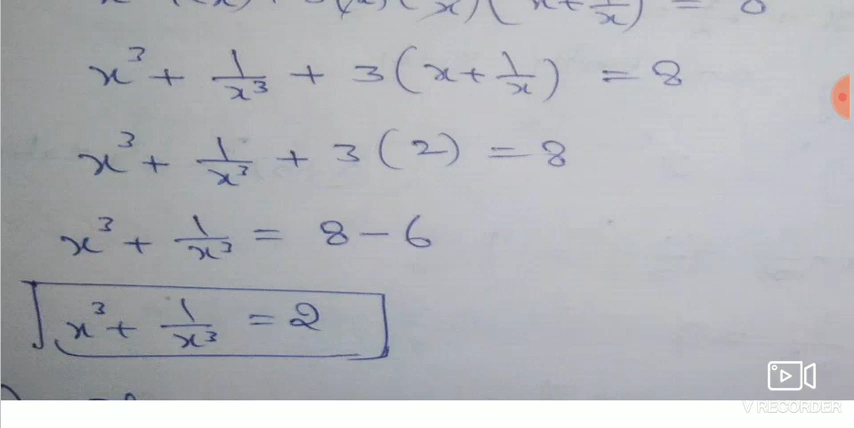 x³ + 1/x³ + 3(x + 1/x) = 8
x³ + 1/x³ + 3(2) = 8
x³ + 1/x³ = 8 - 6
x³ + 1/x³ = 2
V RECORDER